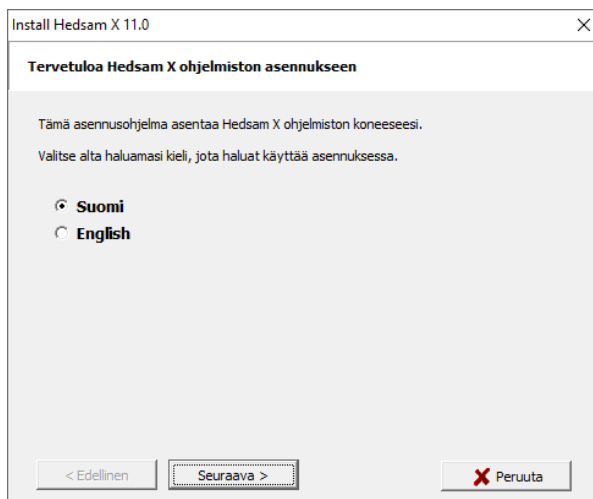 Install Hedsam X 11.0
Tervetuloa Hedsam X ohjelmiston asennukseen
Tämä asennusohjelma asentaa Hedsam X ohjelmiston koneeseesi.
Valitse alta haluamasi kieli, jota haluat käyttää asennuksessa.
Suomi
English
< Edellinen
Seuraava >
Peruuta